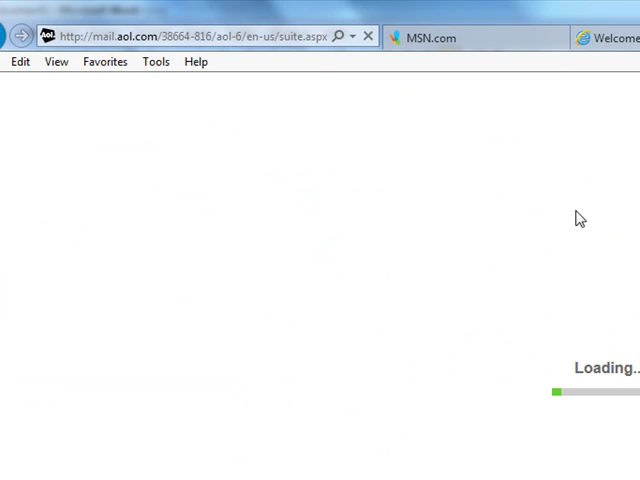 Aol. http://mail.aol.com/38664-816/aol-6/en-us/suite.aspx MSN.com Welcome
Edit View Favorites Tools Help
Loading..